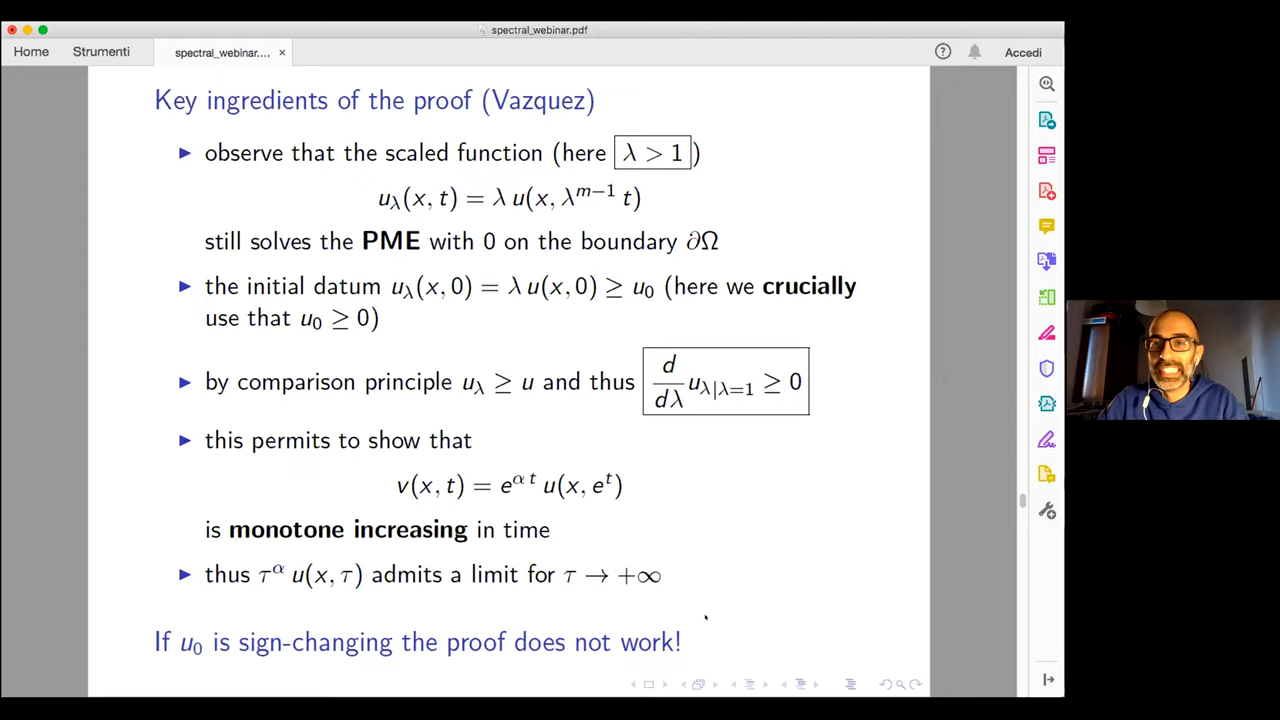 spectral_webinar.pdf
Home Strumenti spectral_webinar.... × Accedi
Key ingredients of the proof (Vazquez)
▶ observe that the scaled function (here λ > 1 )
u_λ(x, t) = λ u(x, λ^{m−1} t)
still solves the PME with 0 on the boundary ∂Ω
▶ the initial datum u_λ(x, 0) = λ u(x, 0) ≥ u_0 (here we crucially
use that u_0 ≥ 0)
▶ by comparison principle u_λ ≥ u and thus d/dλ u_{λ|λ=1} ≥ 0
▶ this permits to show that
v(x, t) = e^{α t} u(x, e^t)
is monotone increasing in time
▶ thus τ^α u(x, τ) admits a limit for τ → +∞
If u_0 is sign-changing the proof does not work!